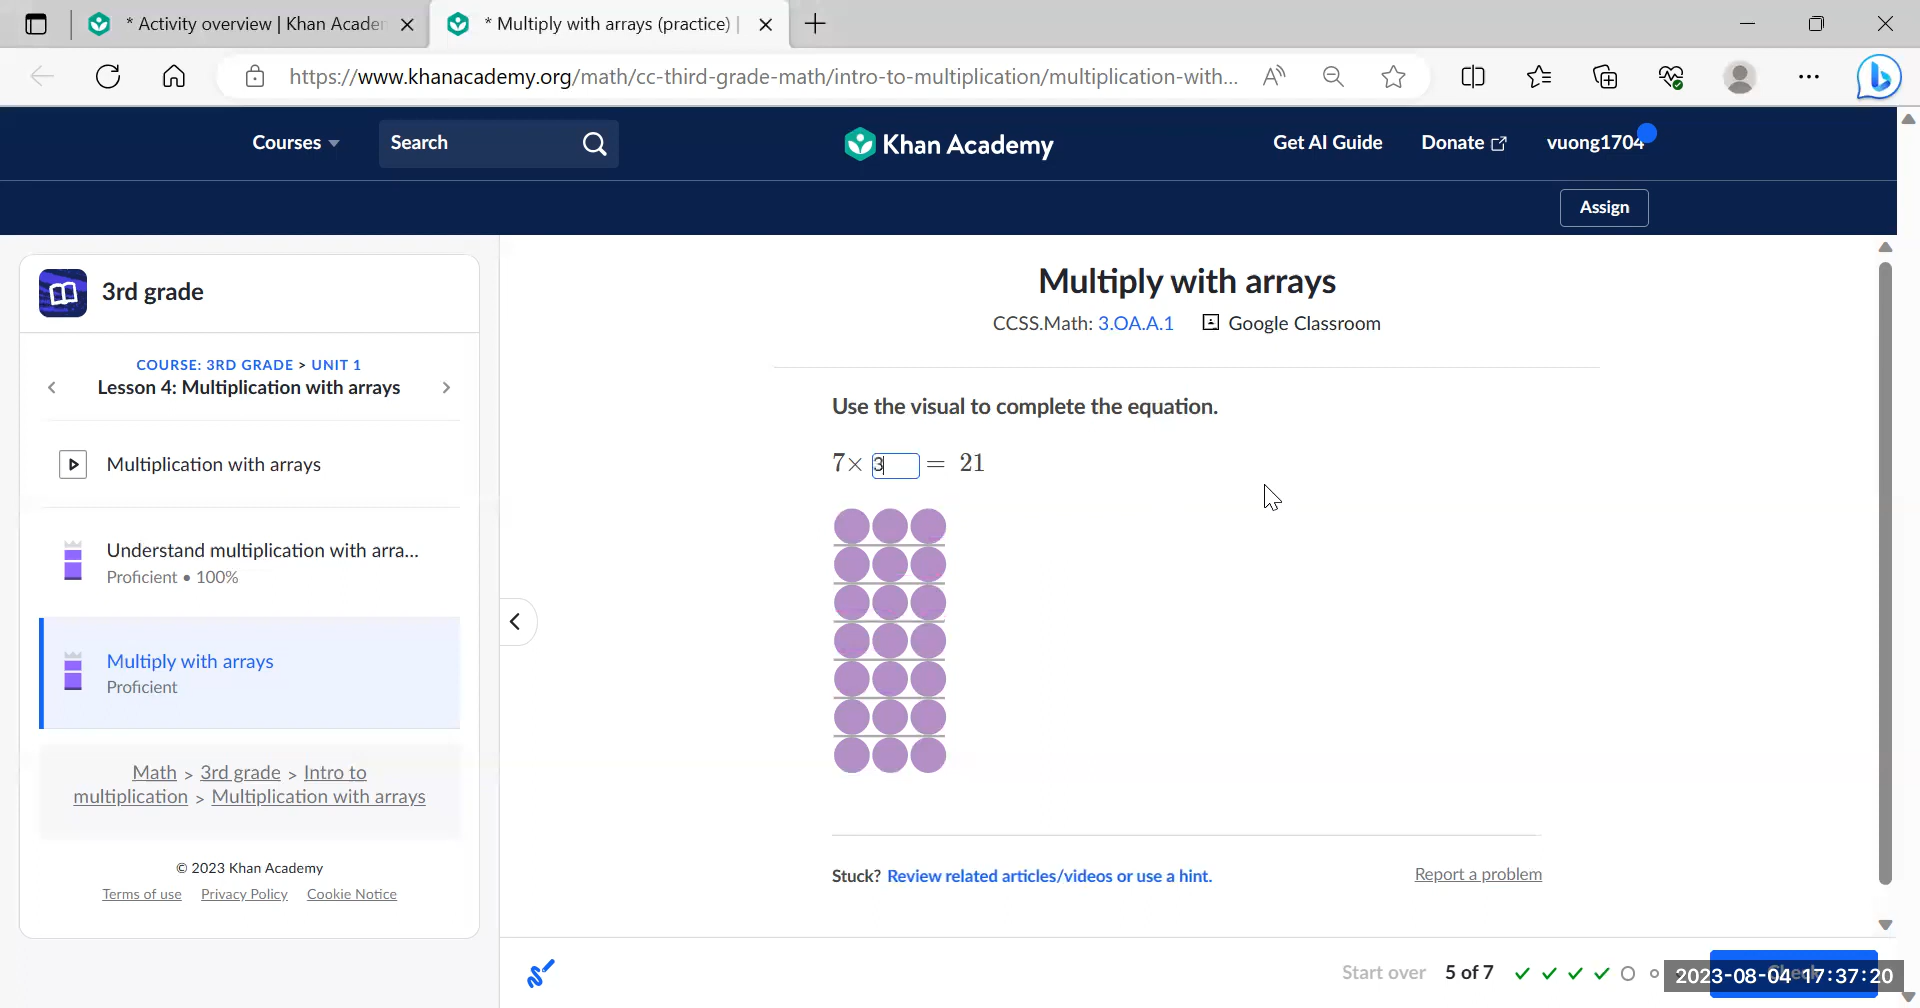 * Activity overview | Khan Academ
* Multiply with arrays (practice) |
https://www.khanacademy.org/math/cc-third-grade-math/intro-to-multiplication/multiplication-with...
Courses
Search
Khan Academy
Get AI Guide
Donate
vuong1704
Assign
3rd grade
COURSE: 3RD GRADE > UNIT 1
Lesson 4: Multiplication with arrays
Multiplication with arrays
Understand multiplication with arra...
Proficient • 100%
Multiply with arrays
Proficient
Math > 3rd grade > Intro to
multiplication > Multiplication with arrays
© 2023 Khan Academy
Terms of use Privacy Policy Cookie Notice
Multiply with arrays
CCSS.Math: 3.OA.A.1 Google Classroom
Use the visual to complete the equation.
7× 3 = 21
Stuck? Review related articles/videos or use a hint.
Report a problem
Start over 5 of 7
2023-08-04 17:37:20